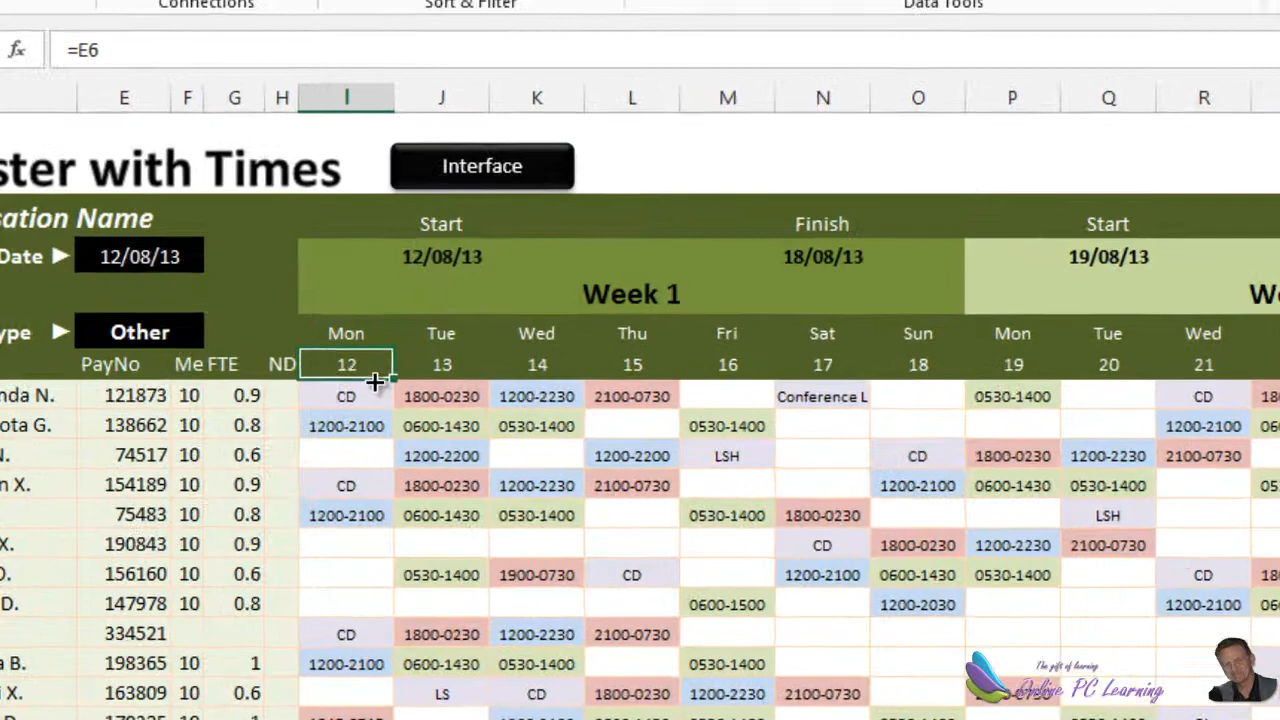 Connections Sort & Filter Data Tools
fx =E6
E F G H I J K L M N O P Q R
ster with Times Interface
sation Name Start Finish Start
Date ► 12/08/13 12/08/13 18/08/13 19/08/13
Week 1 We
ype ► Other Mon Tue Wed Thu Fri Sat Sun Mon Tue Wed
PayNo Me FTE ND 12 13 14 15 16 17 18 19 20 21
nda N. 121873 10 0.9 CD 1800-0230 1200-2230 2100-0730 Conference L 0530-1400 CD 18
ota G. 138662 10 0.8 1200-2100 0600-1430 0530-1400 0530-1400 1200-2100 06
N. 74517 10 0.6 1200-2200 1200-2200 LSH CD 1800-0230 1200-2230 2100-0730
n X. 154189 10 0.9 CD 1800-0230 1200-2230 2100-0730 1200-2100 0600-1430 0530-1400 05
75483 10 0.8 1200-2100 0600-1430 0530-1400 0530-1400 1800-0230 LSH
X. 190843 10 0.9 CD 1800-0230 1200-2230 2100-0730
O. 156160 10 0.6 0530-1400 1900-0730 CD 1200-2100 0600-1430 0530-1400 CD 18
D. 147978 10 0.8 0600-1500 1200-2030 1200-2100 06
334521 CD 1800-0230 1200-2230 2100-0730
a B. 198365 10 1 1200-2100 0600-1430 0530-1400 0530-1400
i X. 163809 10 0.6 LS CD 1800-0230 1200-2230 2100-0730
The gift of learning
Online PC Learning